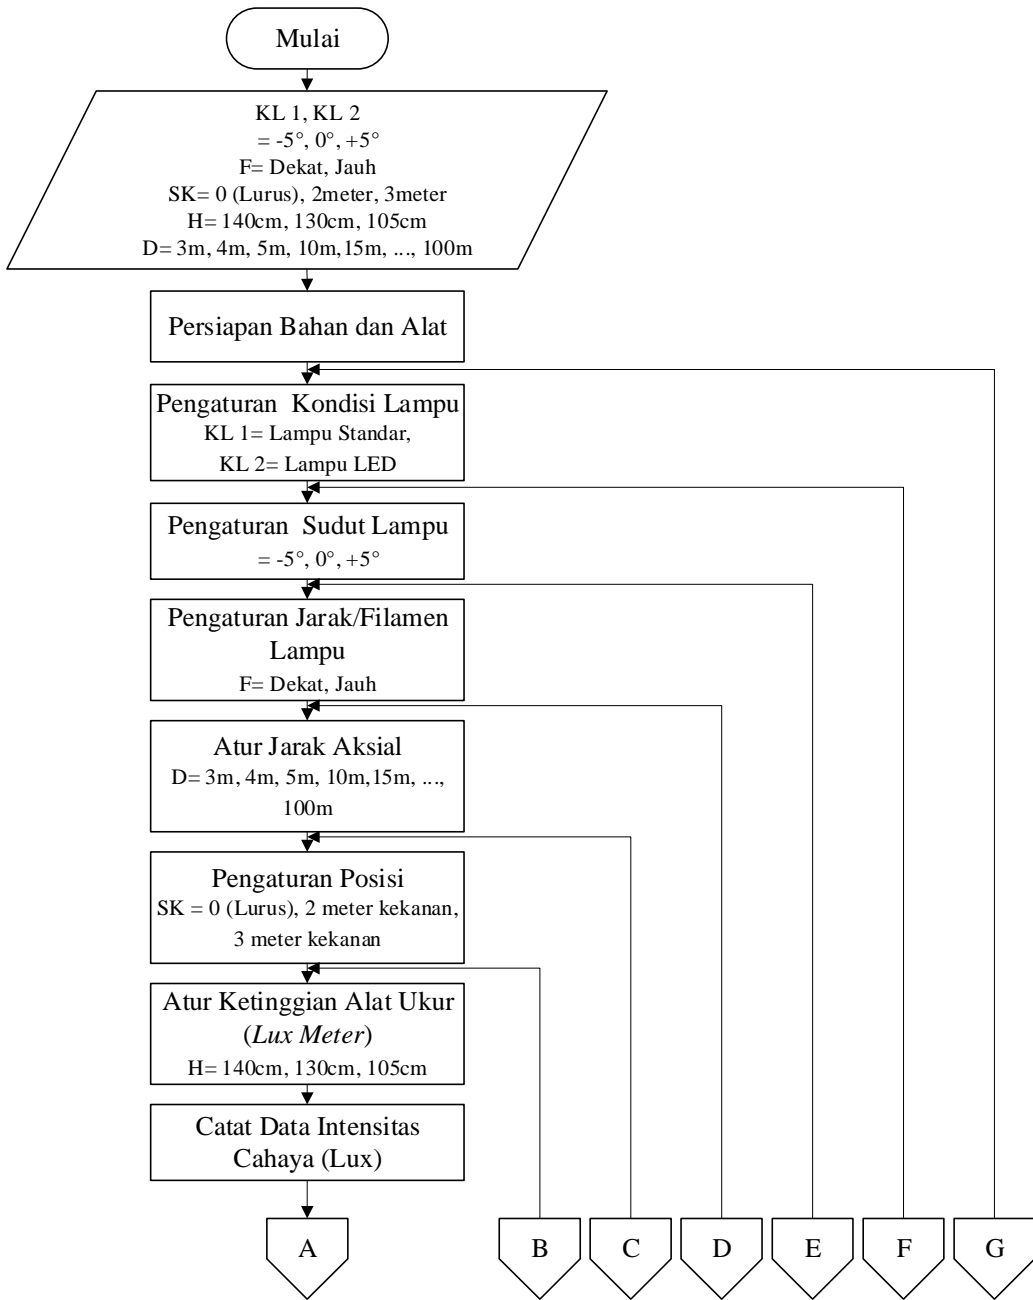 Mulai
KL 1, KL 2
= -5°, 0°, +5°
F= Dekat, Jauh
SK= 0 (Lurus), 2meter, 3meter
H= 140cm, 130cm, 105cm
D= 3m, 4m, 5m, 10m,15m, ..., 100m
Persiapan Bahan dan Alat
Pengaturan Kondisi Lampu
KL 1= Lampu Standar,
KL 2= Lampu LED
Pengaturan Sudut Lampu
= -5°, 0°, +5°
Pengaturan Jarak/Filamen
Lampu
F= Dekat, Jauh
Atur Jarak Aksial
D= 3m, 4m, 5m, 10m,15m, ...,
100m
Pengaturan Posisi
SK = 0 (Lurus), 2 meter kekanan,
3 meter kekanan
Atur Ketinggian Alat Ukur
(Lux Meter)
H= 140cm, 130cm, 105cm
Catat Data Intensitas
Cahaya (Lux)
A
B
C
D
E
F
G